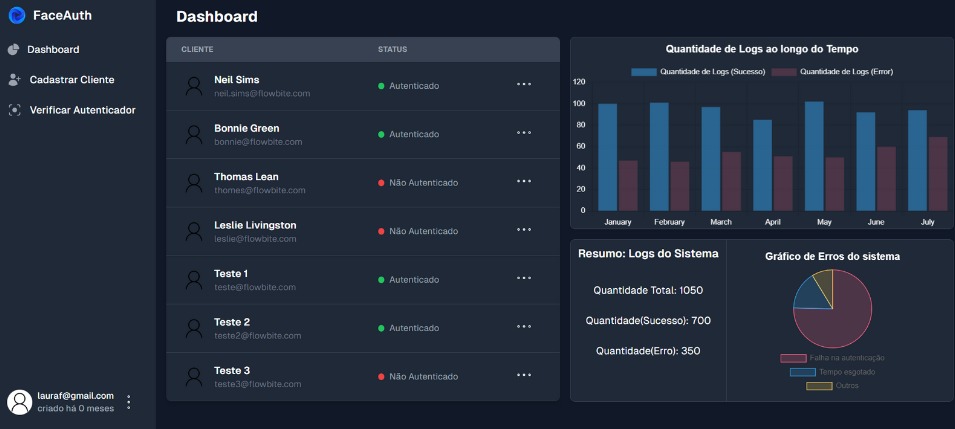 FaceAuth
Dashboard
Cadastrar Cliente
Verificar Autenticador
Dashboard
CLIENTE STATUS
Neil Sims
neil.sims@flowbite.com
Autenticado
Bonnie Green
bonnie@flowbite.com
Autenticado
Thomas Lean
thomes@flowbite.com
Não Autenticado
Leslie Livingston
leslie@flowbite.com
Não Autenticado
Teste 1
teste@flowbite.com
Autenticado
Teste 2
teste2@flowbite.com
Autenticado
Teste 3
teste3@flowbite.com
Não Autenticado
Quantidade de Logs ao longo do Tempo
Quantidade de Logs (Sucesso) Quantidade de Logs (Error)
120
100
80
60
40
20
0
January February March April May June July
Resumo: Logs do Sistema
Quantidade Total: 1050
Quantidade(Sucesso): 700
Quantidade(Erro): 350
Gráfico de Erros do sistema
Falha na autenticação
Tempo esgotado
Outros
lauraf@gmail.com
criado há 0 meses